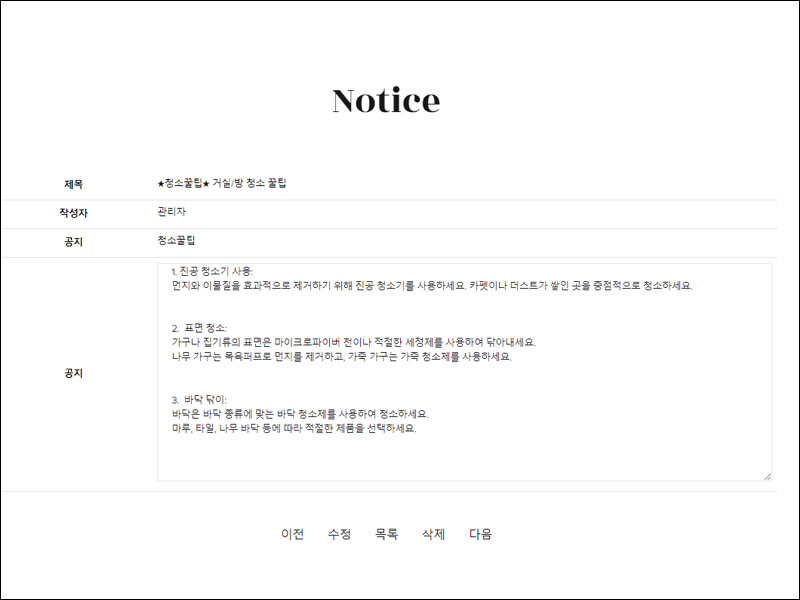 Notice
제목 ★청소꿀팁★ 거실/방 청소 꿀팁
작성자 관리자
공지 청소꿀팁
공지
1. 진공 청소기 사용:
먼지와 이물질을 효과적으로 제거하기 위해 진공 청소기를 사용하세요. 카펫이나 더스트가 쌓인 곳을 중점적으로 청소하세요.
2. 표면 청소:
가구나 집기류의 표면은 마이크로파이버 천이나 적절한 세정제를 사용하여 닦아내세요.
나무 가구는 목욕퍼프로 먼지를 제거하고, 가죽 가구는 가죽 청소제를 사용하세요.
3. 바닥 닦이:
바닥은 바닥 종류에 맞는 바닥 청소제를 사용하여 청소하세요.
마루, 타일, 나무 바닥 등에 따라 적절한 제품을 선택하세요.
이전 수정 목록 삭제 다음